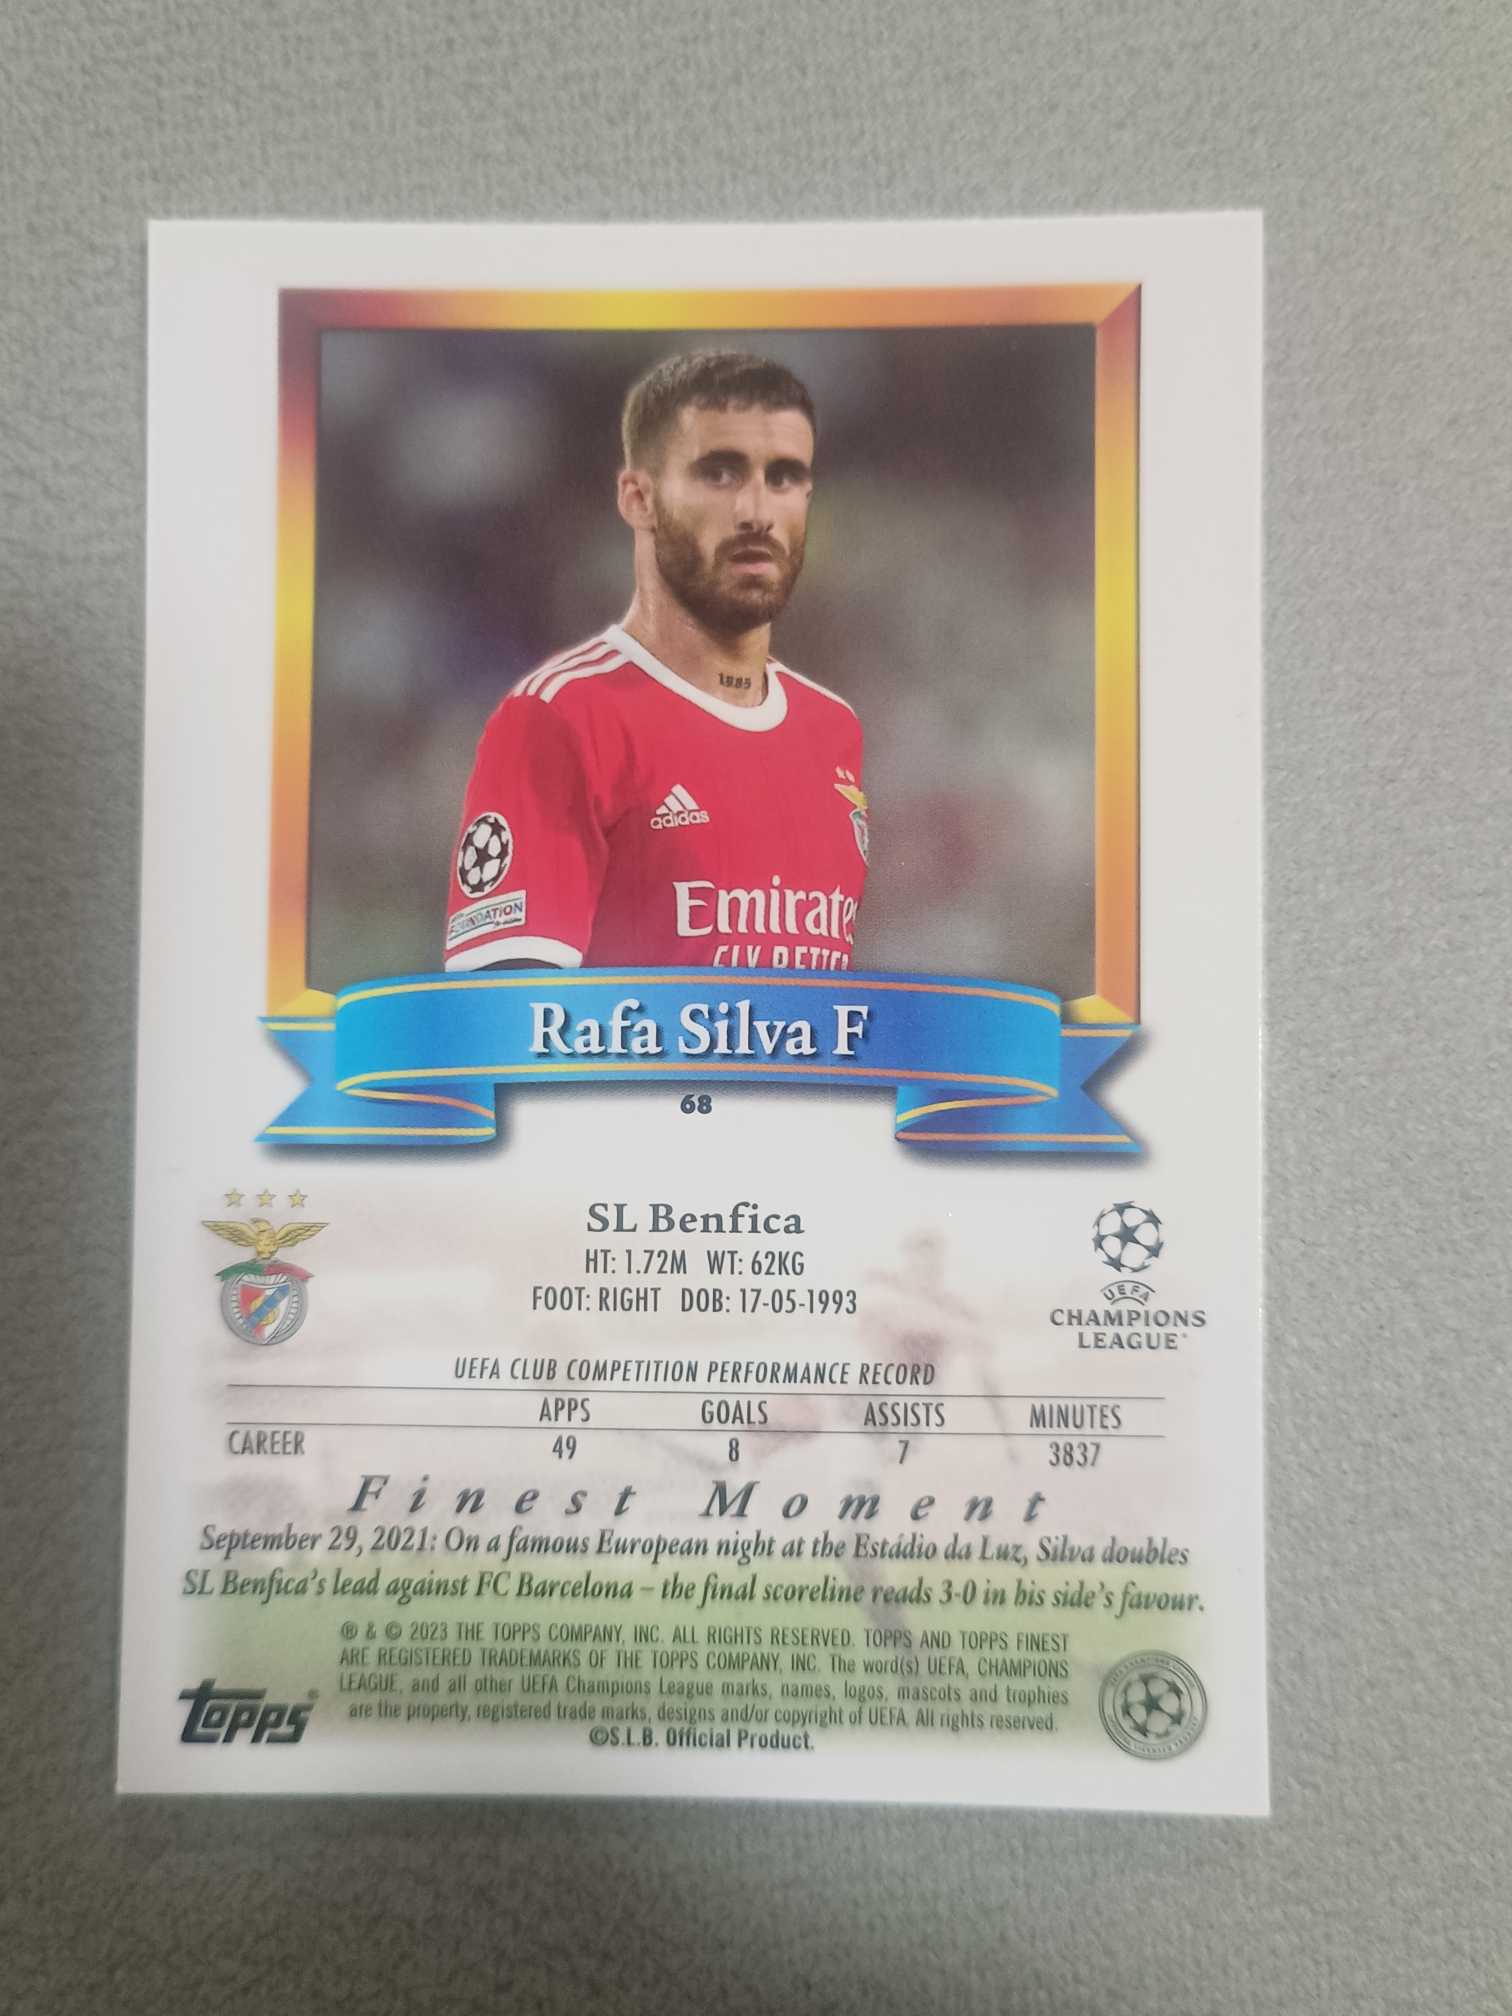 1985
adidas
FOUNDATION
Emirates
FLY BETTER
Rafa Silva F
68
SL Benfica
HT: 1.72M WT: 62KG
FOOT: RIGHT DOB: 17-05-1993
UEFA
CHAMPIONS
LEAGUE
UEFA CLUB COMPETITION PERFORMANCE RECORD
APPS GOALS ASSISTS MINUTES
CAREER 49 8 7 3837
Finest Moment
September 29, 2021: On a famous European night at the Estádio da Luz, Silva doubles
SL Benfica's lead against FC Barcelona – the final scoreline reads 3-0 in his side's favour.
® & © 2023 THE TOPPS COMPANY, INC. ALL RIGHTS RESERVED. TOPPS AND TOPPS FINEST
ARE REGISTERED TRADEMARKS OF THE TOPPS COMPANY, INC. The word(s) UEFA, CHAMPIONS
LEAGUE, and all other UEFA Champions League marks, names, logos, mascots and trophies
are the property, registered trade marks, designs and/or copyright of UEFA. All rights reserved.
©S.L.B. Official Product.
Topps®